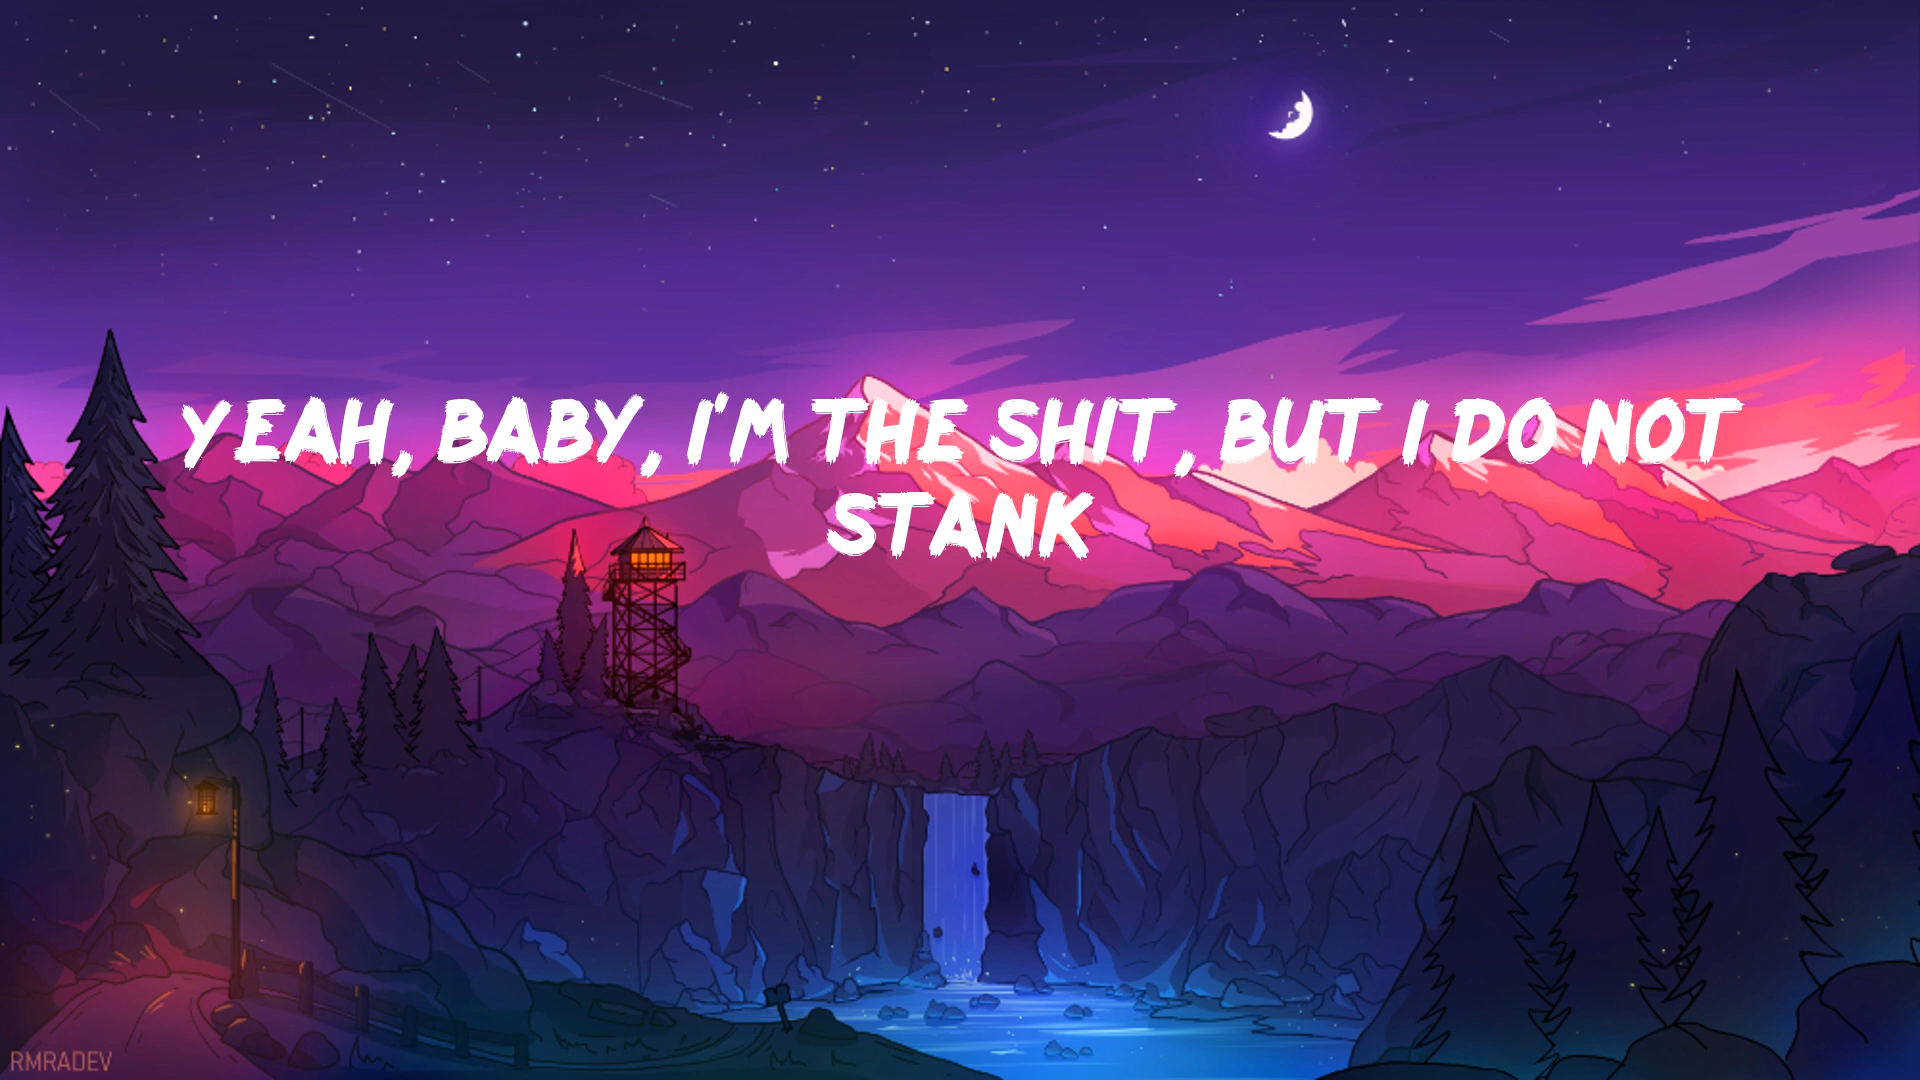 YEAH, BABY, I'M THE SHIT, BUT I DO NOT
STANK
RMRADEV